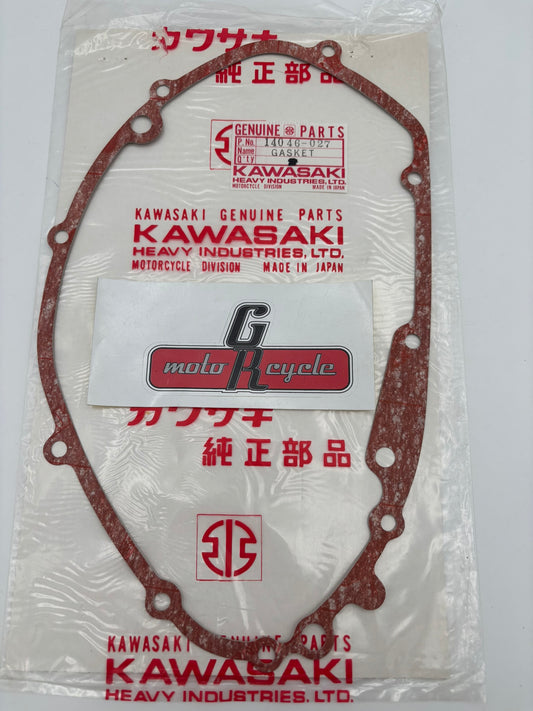 カワサキ
純正部品
GENUINE PARTS
P. No. 14046-027
Name GASKET
Q'ty
KAWASAKI
HEAVY INDUSTRIES, LTD.
MOTORCYCLE DIVISION MADE IN JAPAN
KAWASAKI GENUINE PARTS
KAWASAKI
HEAVY INDUSTRIES, LTD.
MOTORCYCLE DIVISION MADE IN JAPAN
GK
moto cycle
カワサキ
純正部品
KAWASAKI GENUINE PARTS
KAWASAKI
HEAVY INDUSTRIES, LTD.